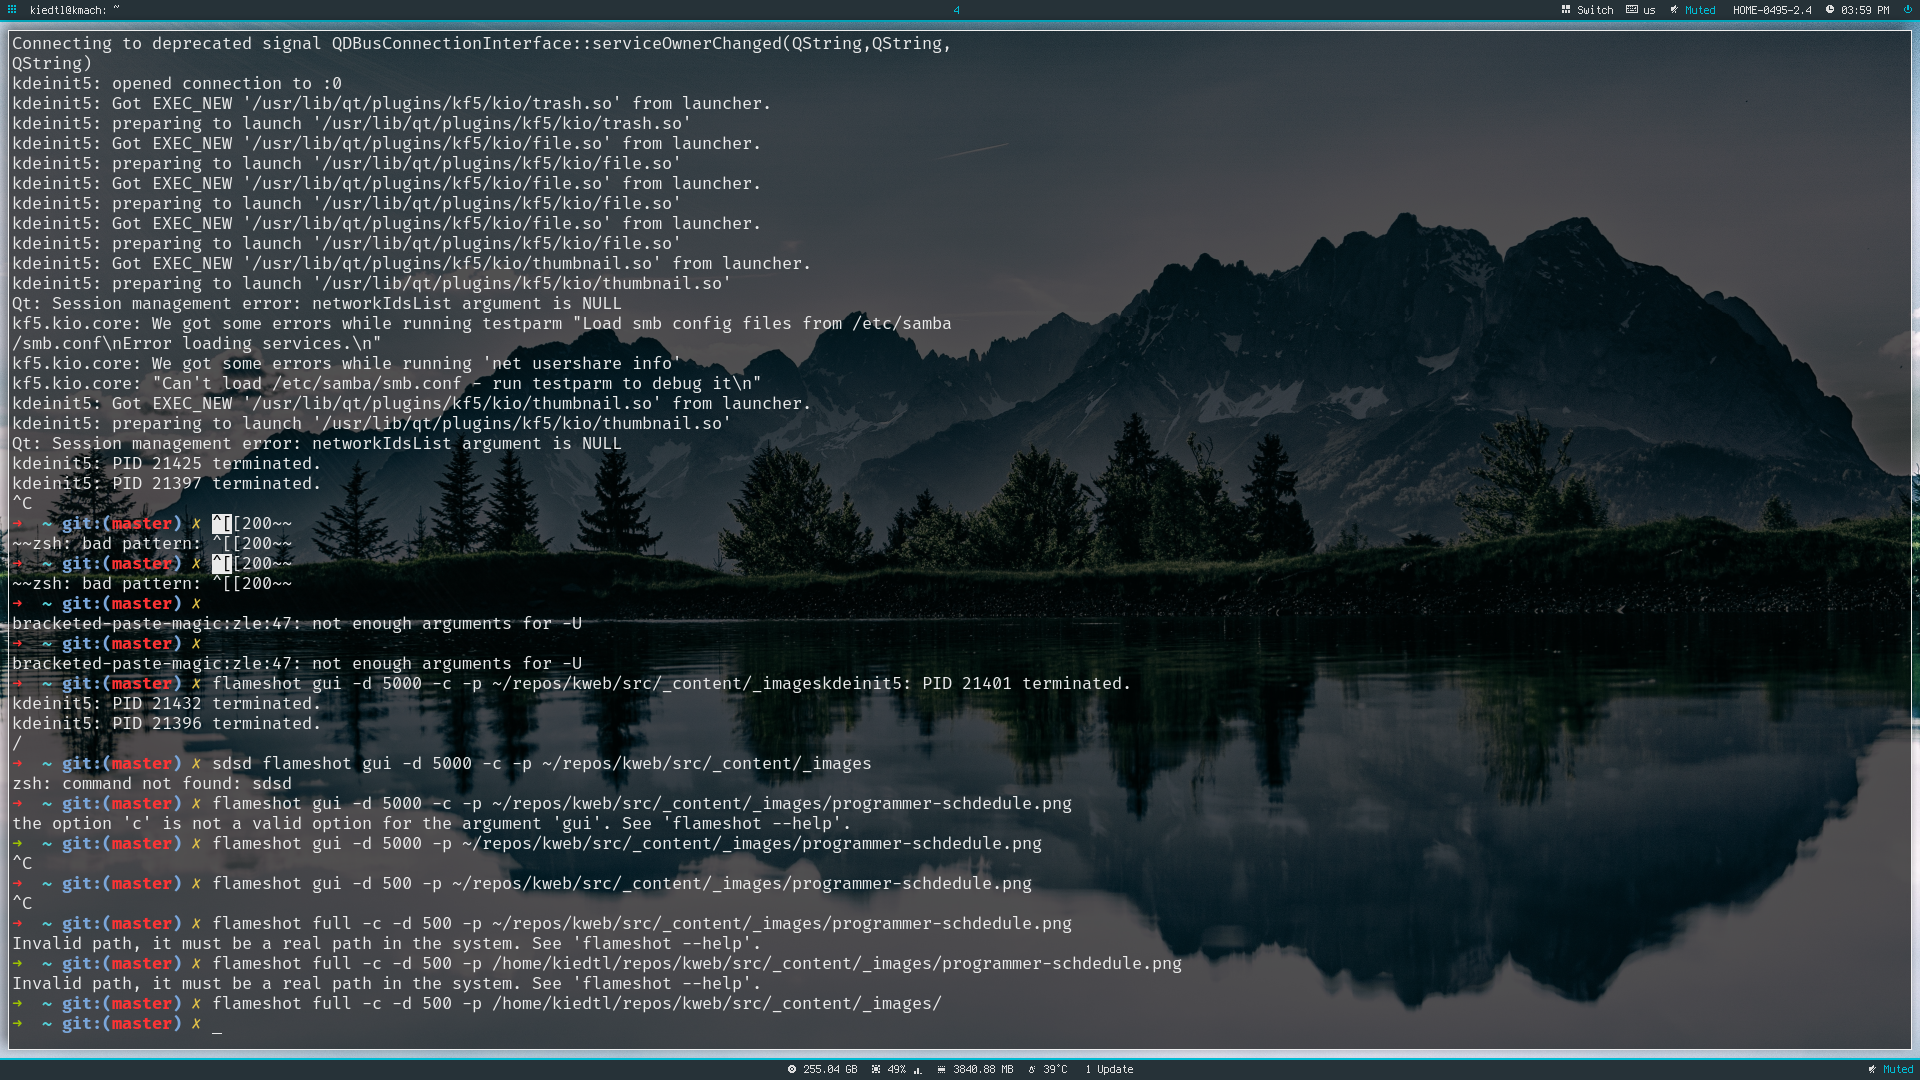 kiedtl@kmach: ~
4
Switch us Muted HOME-0495-2.4 03:59 PM
Connecting to deprecated signal QDBusConnectionInterface::serviceOwnerChanged(QString,QString,
QString)
kdeinit5: opened connection to :0
kdeinit5: Got EXEC_NEW '/usr/lib/qt/plugins/kf5/kio/trash.so' from launcher.
kdeinit5: preparing to launch '/usr/lib/qt/plugins/kf5/kio/trash.so'
kdeinit5: Got EXEC_NEW '/usr/lib/qt/plugins/kf5/kio/file.so' from launcher.
kdeinit5: preparing to launch '/usr/lib/qt/plugins/kf5/kio/file.so'
kdeinit5: Got EXEC_NEW '/usr/lib/qt/plugins/kf5/kio/file.so' from launcher.
kdeinit5: preparing to launch '/usr/lib/qt/plugins/kf5/kio/file.so'
kdeinit5: Got EXEC_NEW '/usr/lib/qt/plugins/kf5/kio/file.so' from launcher.
kdeinit5: preparing to launch '/usr/lib/qt/plugins/kf5/kio/file.so'
kdeinit5: Got EXEC_NEW '/usr/lib/qt/plugins/kf5/kio/thumbnail.so' from launcher.
kdeinit5: preparing to launch '/usr/lib/qt/plugins/kf5/kio/thumbnail.so'
Qt: Session management error: networkIdsList argument is NULL
kf5.kio.core: We got some errors while running testparm "Load smb config files from /etc/samba
/smb.conf\nError loading services.\n"
kf5.kio.core: We got some errors while running 'net usershare info'
kf5.kio.core: "Can't load /etc/samba/smb.conf - run testparm to debug it\n"
kdeinit5: Got EXEC_NEW '/usr/lib/qt/plugins/kf5/kio/thumbnail.so' from launcher.
kdeinit5: preparing to launch '/usr/lib/qt/plugins/kf5/kio/thumbnail.so'
Qt: Session management error: networkIdsList argument is NULL
kdeinit5: PID 21425 terminated.
kdeinit5: PID 21397 terminated.
^C
➜  ~ git:(master) ✗ ^[[200~~
~~zsh: bad pattern: ^[[200~~
➜  ~ git:(master) ✗ ^[[200~~
~~zsh: bad pattern: ^[[200~~
➜  ~ git:(master) ✗
bracketed-paste-magic:zle:47: not enough arguments for -U
➜  ~ git:(master) ✗
bracketed-paste-magic:zle:47: not enough arguments for -U
➜  ~ git:(master) ✗ flameshot gui -d 5000 -c -p ~/repos/kweb/src/_content/_imageskdeinit5: PID 21401 terminated.
kdeinit5: PID 21432 terminated.
kdeinit5: PID 21396 terminated.
/
➜  ~ git:(master) ✗ sdsd flameshot gui -d 5000 -c -p ~/repos/kweb/src/_content/_images
zsh: command not found: sdsd
➜  ~ git:(master) ✗ flameshot gui -d 5000 -c -p ~/repos/kweb/src/_content/_images/programmer-schdedule.png
the option 'c' is not a valid option for the argument 'gui'. See 'flameshot --help'.
➜  ~ git:(master) ✗ flameshot gui -d 5000 -p ~/repos/kweb/src/_content/_images/programmer-schdedule.png
^C
➜  ~ git:(master) ✗ flameshot gui -d 500 -p ~/repos/kweb/src/_content/_images/programmer-schdedule.png
^C
➜  ~ git:(master) ✗ flameshot full -c -d 500 -p ~/repos/kweb/src/_content/_images/programmer-schdedule.png
Invalid path, it must be a real path in the system. See 'flameshot --help'.
➜  ~ git:(master) ✗ flameshot full -c -d 500 -p /home/kiedtl/repos/kweb/src/_content/_images/programmer-schdedule.png
Invalid path, it must be a real path in the system. See 'flameshot --help'.
➜  ~ git:(master) ✗ flameshot full -c -d 500 -p /home/kiedtl/repos/kweb/src/_content/_images/
➜  ~ git:(master) ✗ _
255.04 GB 49% 3840.88 MB 39°C 1 Update
Muted